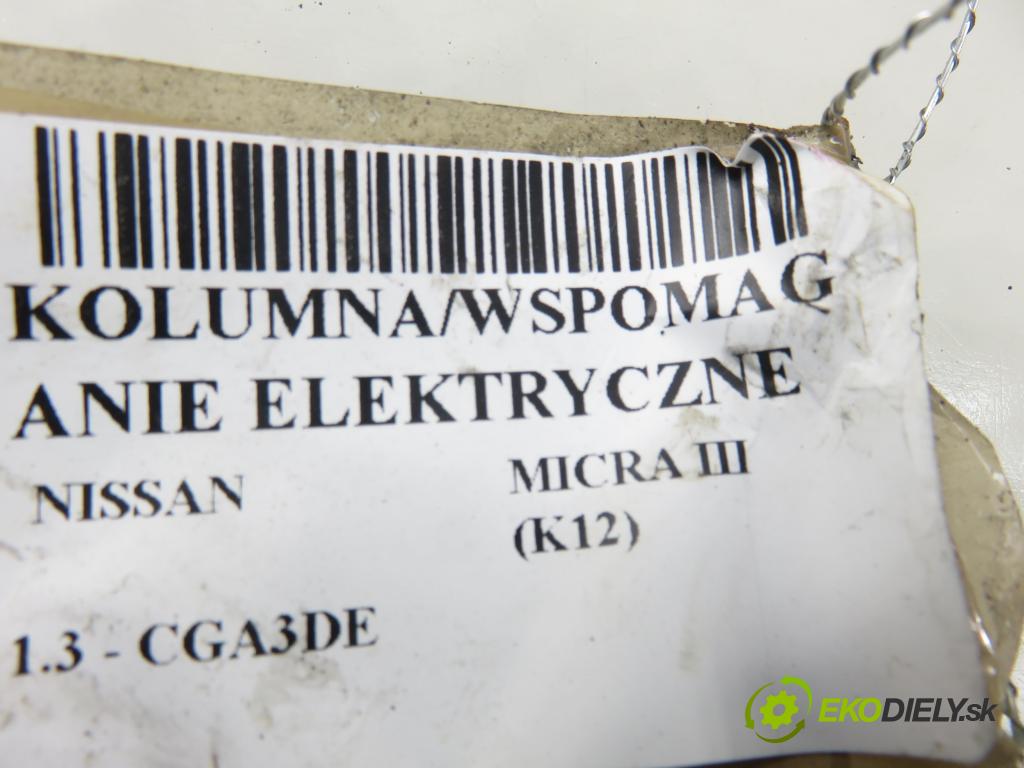 KOLUMNA/WSPOMAG
ANIE ELEKTRYCZNE
NISSAN MICRA III
(K12)
1.3 - CGA3DE
EKODIELY.sk